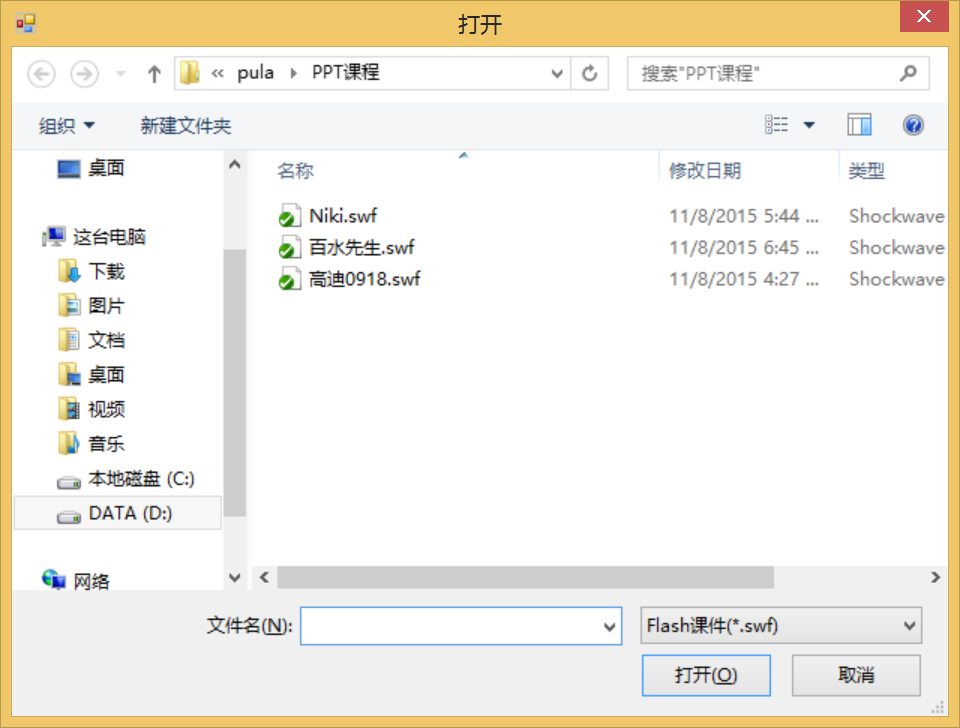 打开
« pula PPT课程
搜索"PPT课程"
组织 新建文件夹
名称 修改日期 类型
桌面
这台电脑
下载
图片
文档
桌面
视频
音乐
本地磁盘 (C:)
DATA (D:)
网络
Niki.swf 11/8/2015 5:44 ... Shockwave
百水先生.swf 11/8/2015 6:45 ... Shockwave
高迪0918.swf 11/8/2015 4:27 ... Shockwave
文件名(N):
Flash课件(*.swf)
打开(O) 取消